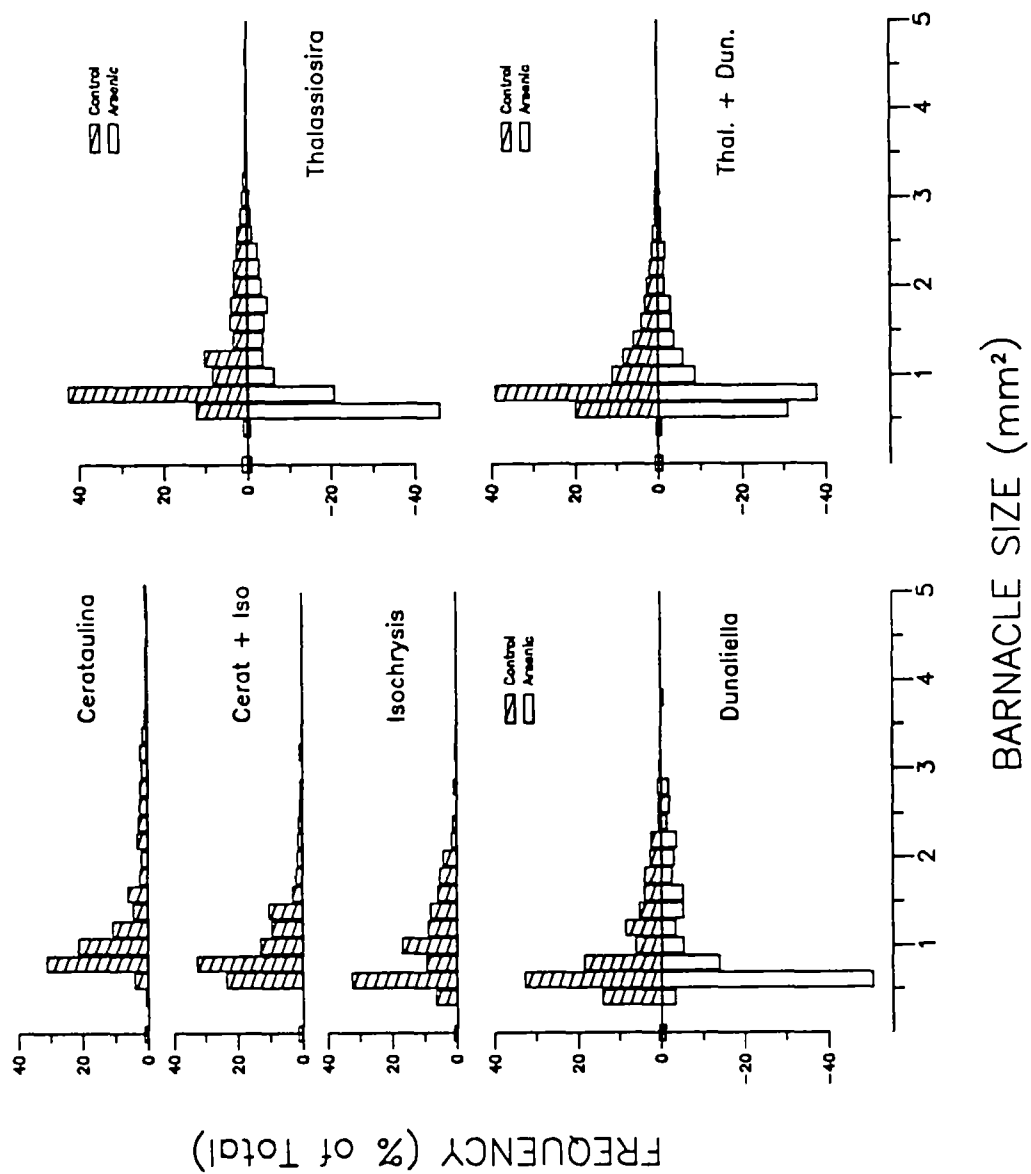 FREQUENCY (% of Total)
40
20
0
Cerataulina
40
20
0
Cerat + Iso
40
20
0
Isochrysis
40
20
0
-20
-40
Control
Arsenic
Dunaliella
1
2
3
4
5
40
20
0
-20
-40
Control
Arsenic
Thalassiosira
40
20
0
-20
-40
Control
Arsenic
Thal. + Dun.
1
2
3
4
5
BARNACLE SIZE (mm²)